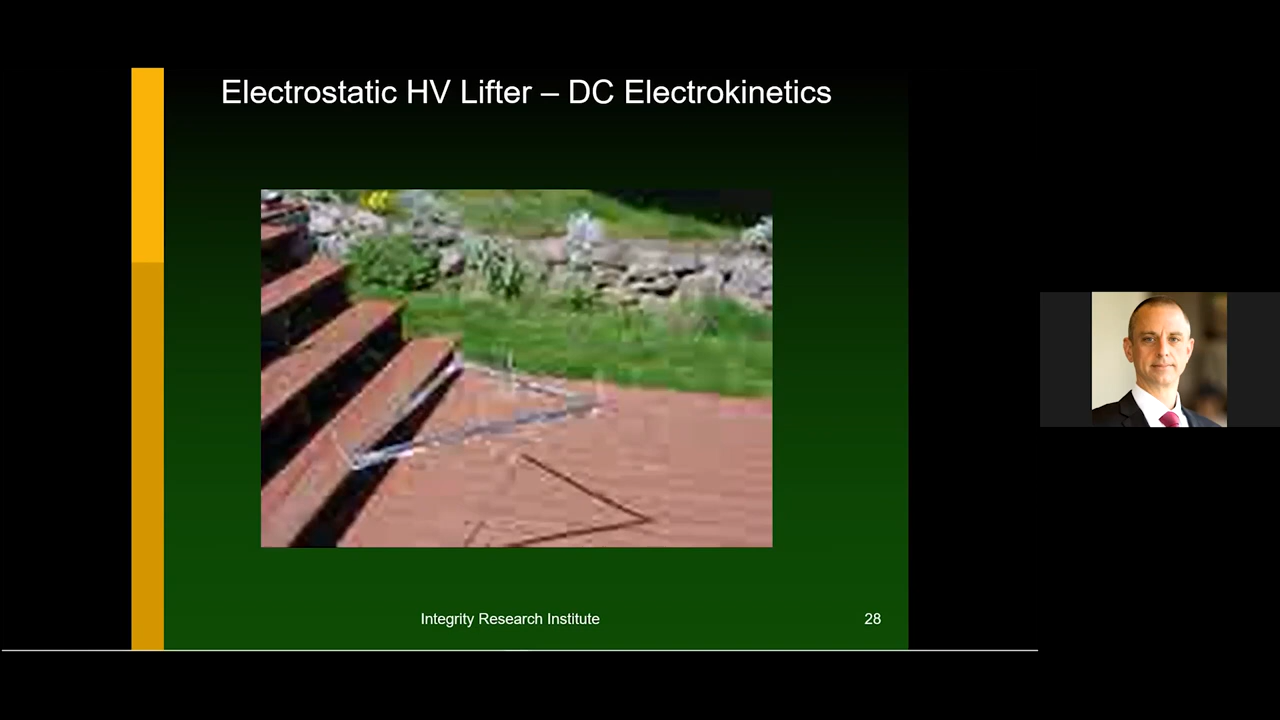 Electrostatic HV Lifter – DC Electrokinetics
Integrity Research Institute
28